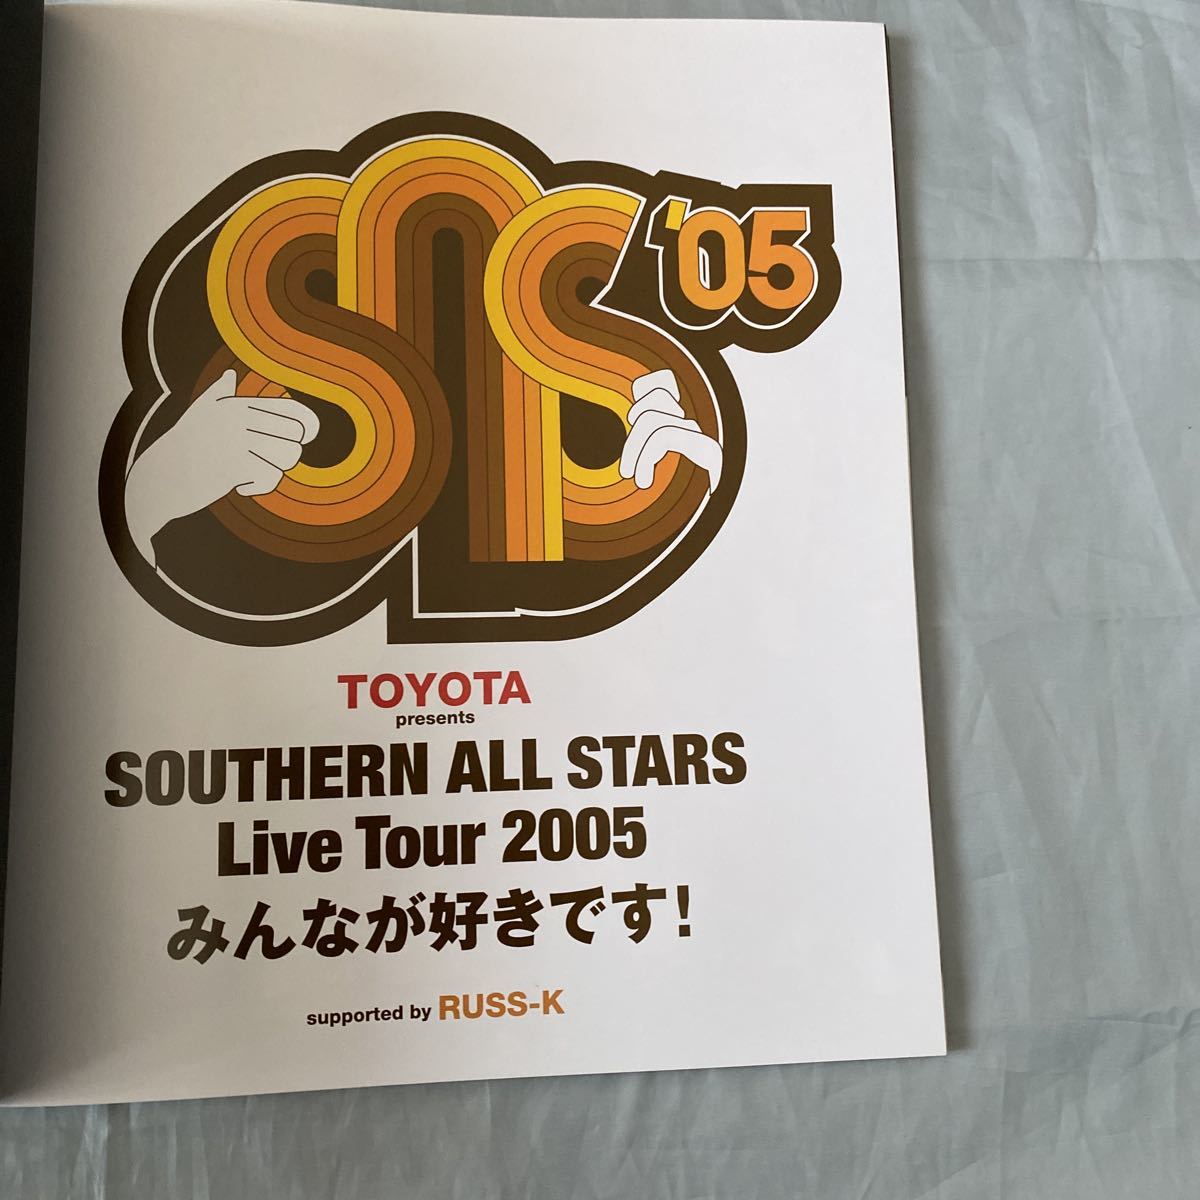 SAS '05
TOYOTA
presents
SOUTHERN ALL STARS
Live Tour 2005
みんなが好きです!
supported by RUSS-K